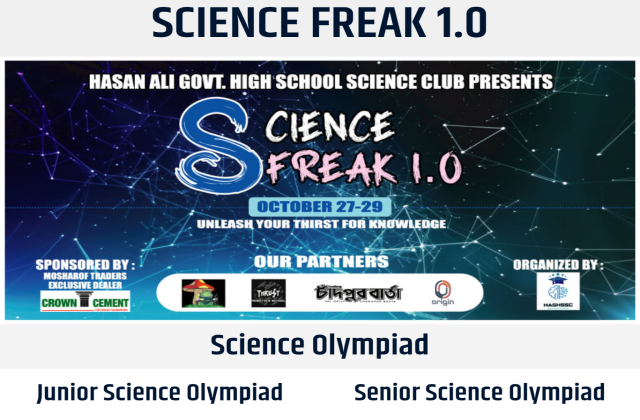 SCIENCE FREAK 1.0
HASAN ALI GOVT. HIGH SCHOOL SCIENCE CLUB PRESENTS
SCIENCE
FREAK 1.0
OCTOBER 27-29
UNLEASH YOUR THIRST FOR KNOWLEDGE
SPONSORED BY :
MOSHAROF TRADERS
EXCLUSIVE DEALER
CROWN CEMENT
OUR PARTNERS
THRUST
চাঁদপুর বার্তা
origin
ORGANIZED BY :
HAGHSSC
Science Olympiad
Junior Science Olympiad
Senior Science Olympiad